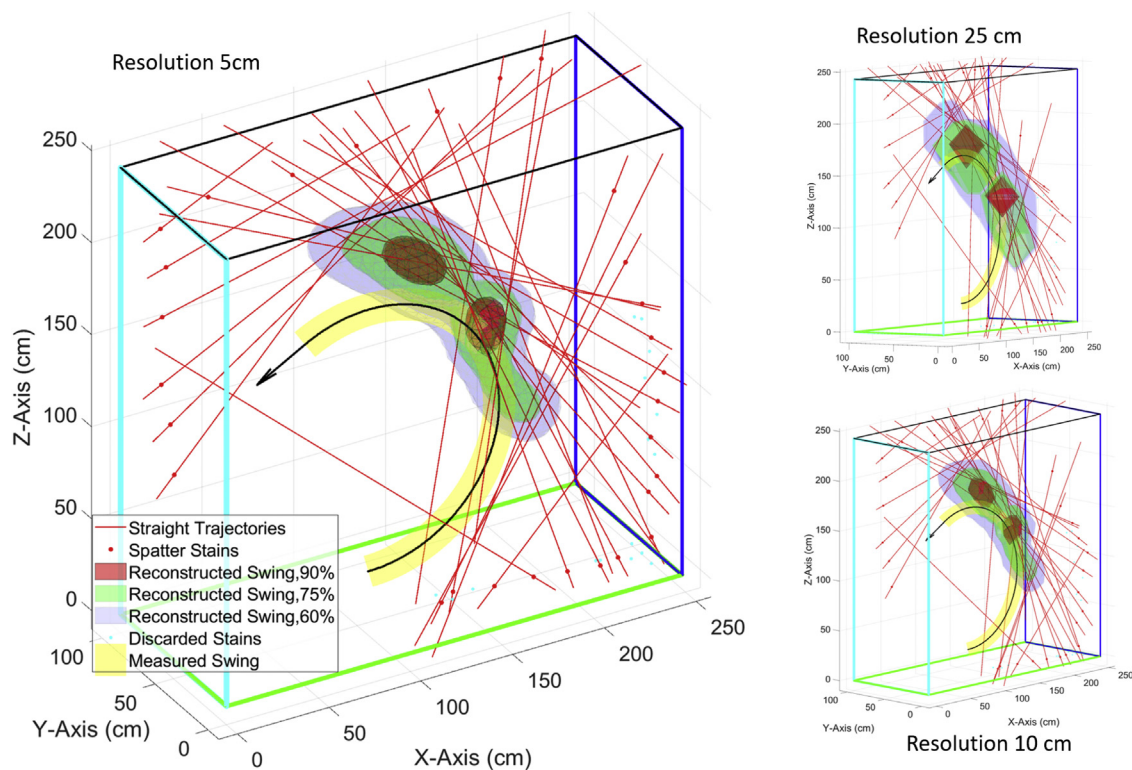 Resolution 5cm
250
200
150
100
50
0
Z-Axis (cm)
100
50
0
Y-Axis (cm)
0
50
100
150
200
250
X-Axis (cm)
Straight Trajectories
Spatter Stains
Reconstructed Swing,90%
Reconstructed Swing,75%
Reconstructed Swing,60%
Discarded Stains
Measured Swing
Resolution 25 cm
250
200
150
100
50
0
Z-Axis (cm)
100
50
0
Y-Axis (cm)
0
50
100
150
200
250
X-Axis (cm)
250
200
150
100
50
0
Z-Axis (cm)
100
50
0
Y-Axis (cm)
0
50
100
150
200
250
X-Axis (cm)
Resolution 10 cm